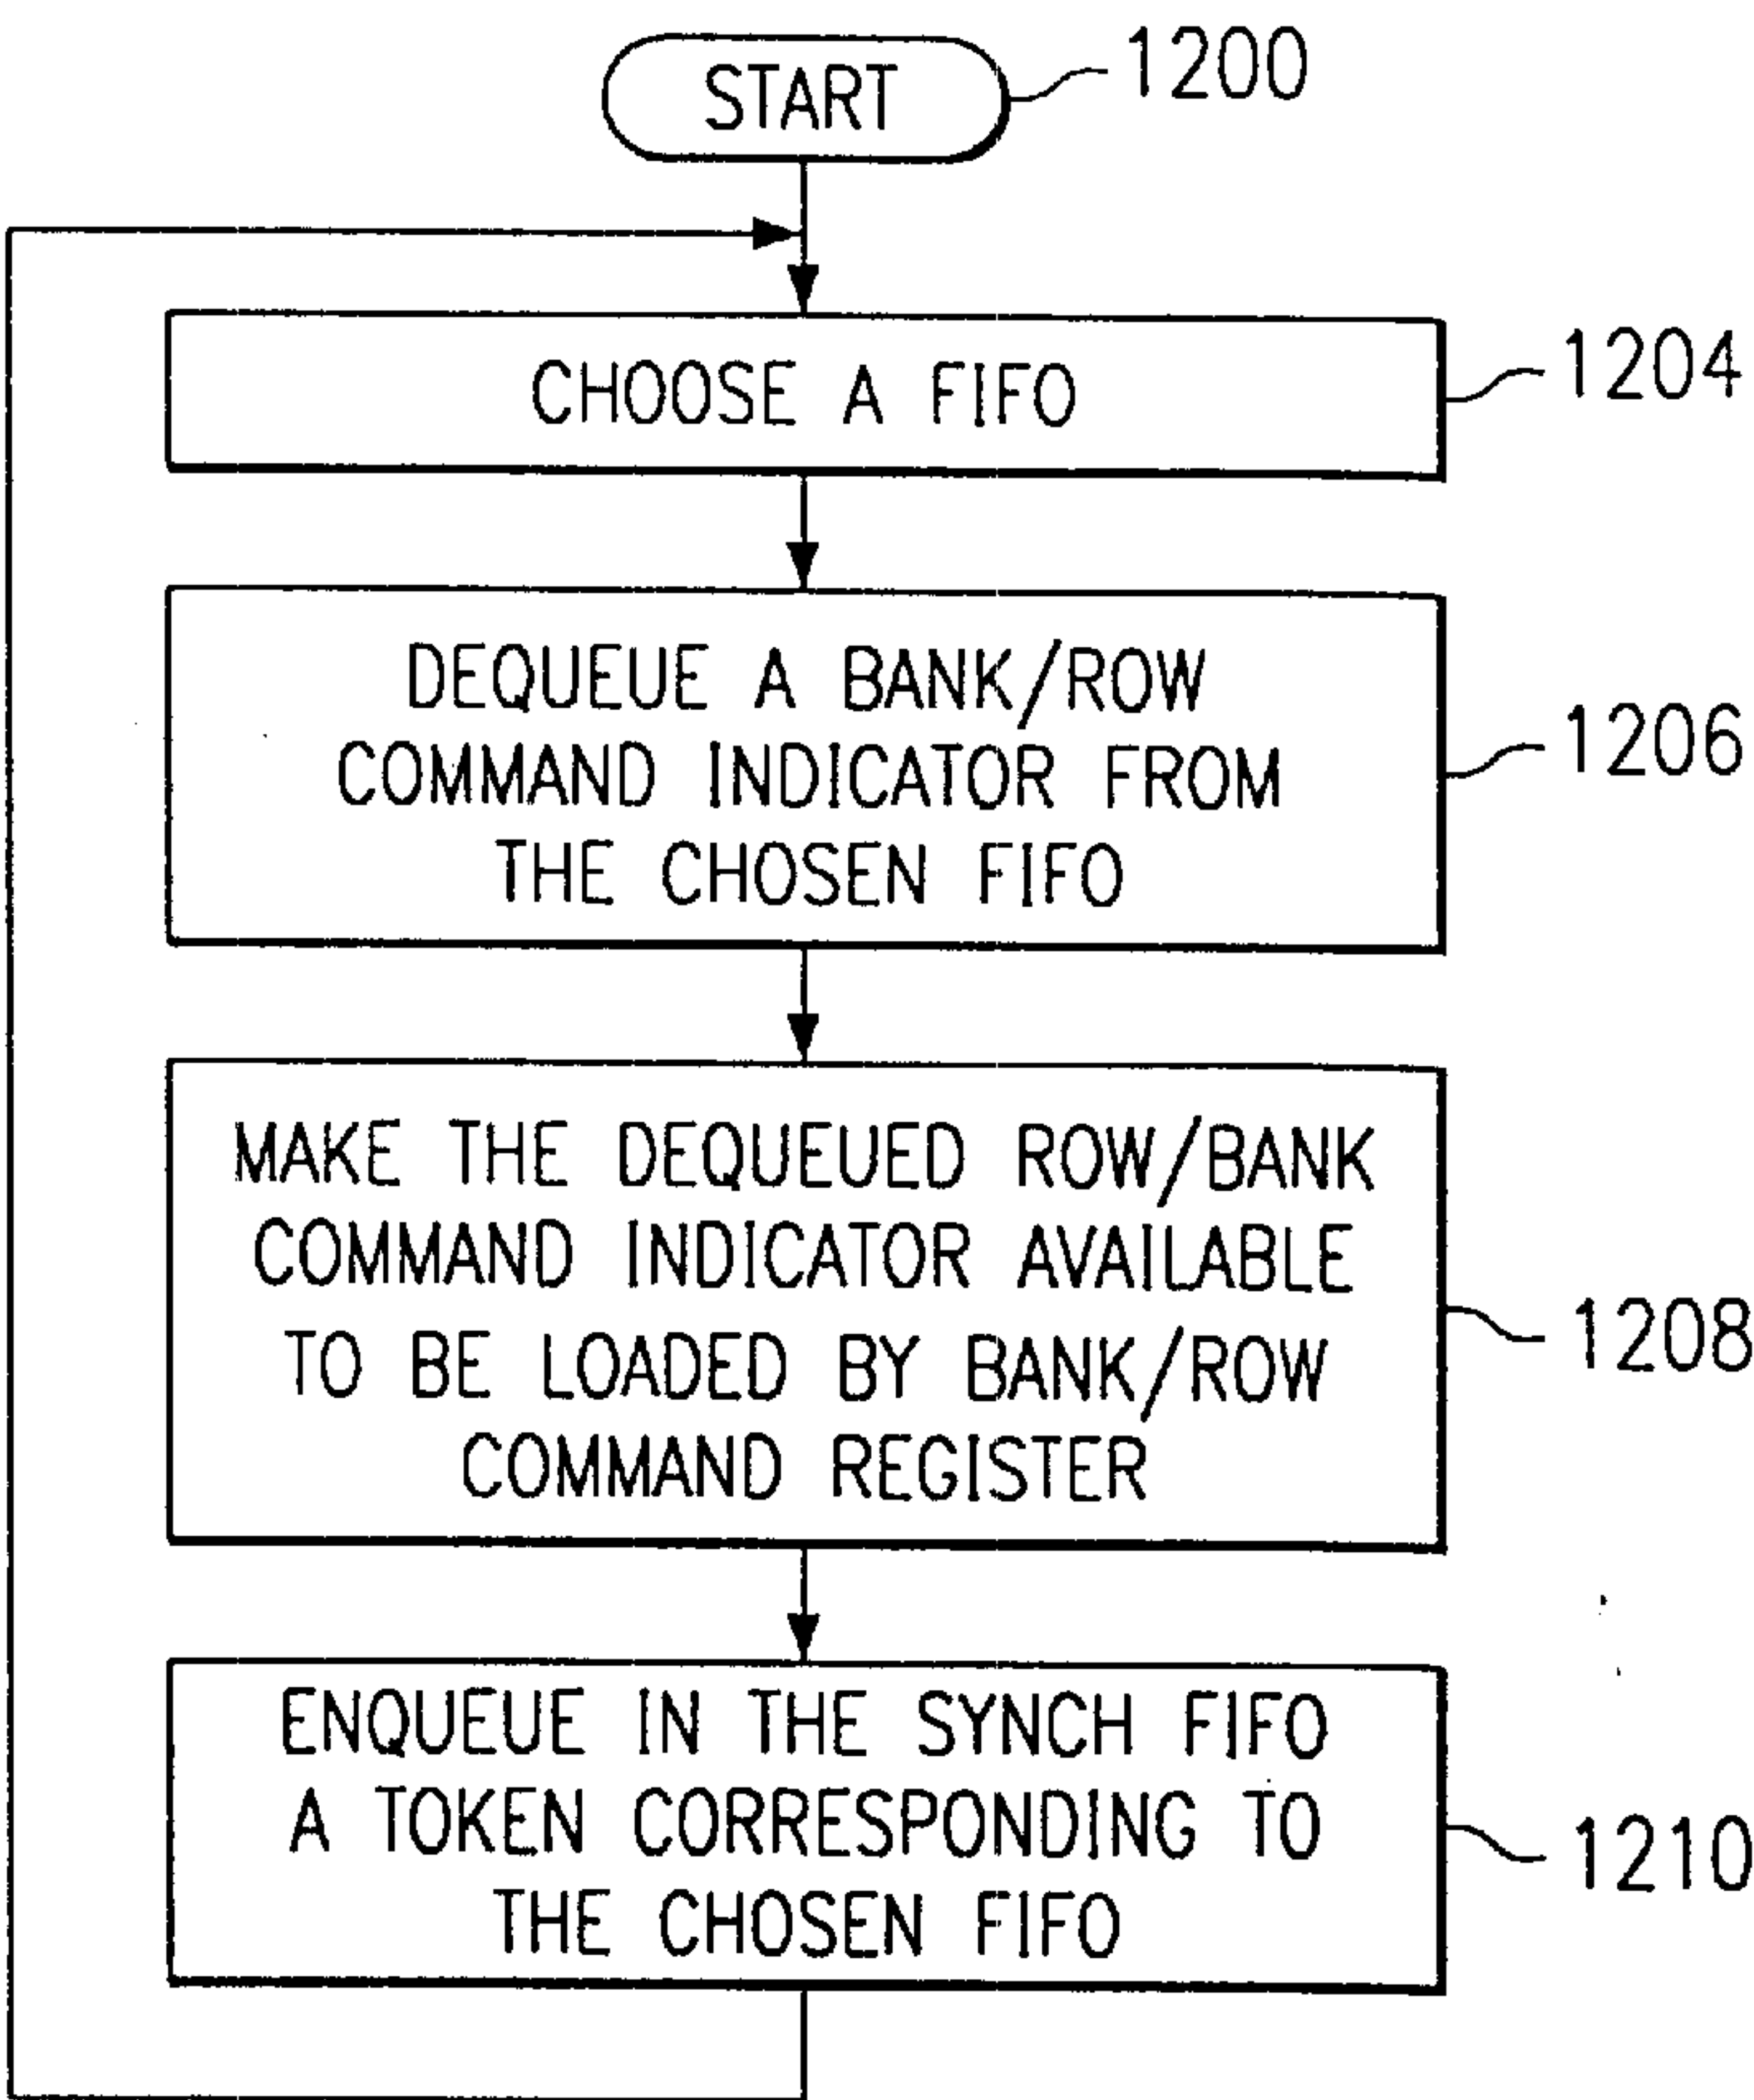 START
1200
CHOOSE A FIFO
1204
DEQUEUE A BANK/ROW
COMMAND INDICATOR FROM
THE CHOSEN FIFO
1206
MAKE THE DEQUEUED ROW/BANK
COMMAND INDICATOR AVAILABLE
TO BE LOADED BY BANK/ROW
COMMAND REGISTER
1208
ENQUEUE IN THE SYNCH FIFO
A TOKEN CORRESPONDING TO
THE CHOSEN FIFO
1210